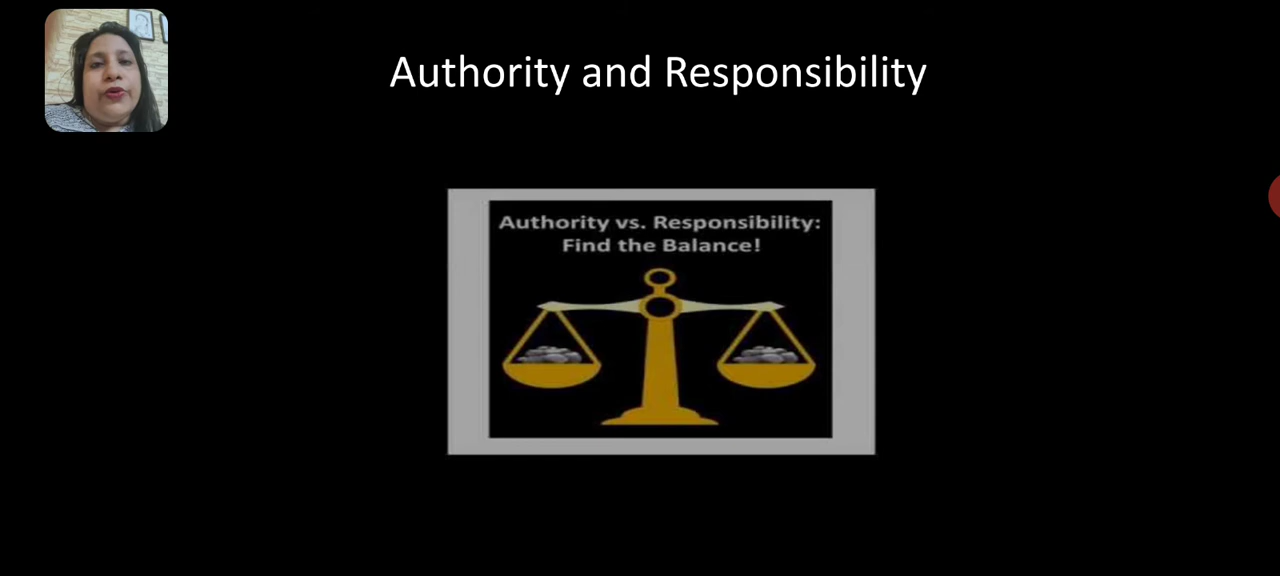 Authority and Responsibility
Authority vs. Responsibility:
Find the Balance!